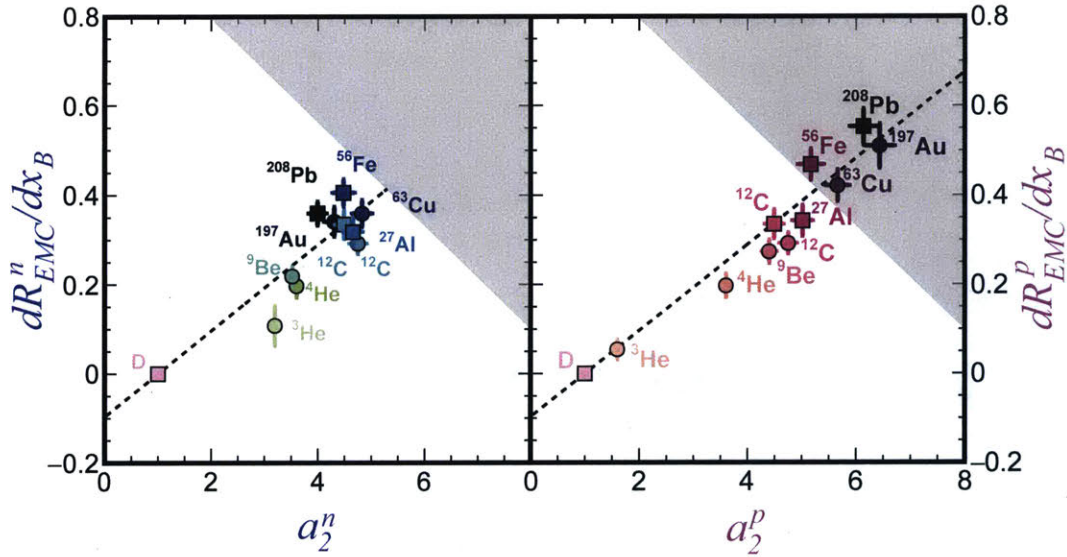 0.8
0.6
0.4
0.2
0
−0.2
dR^n_EMC/dx_B
²⁰⁸Pb
⁵⁶Fe
⁶³Cu
¹⁹⁷Au
²⁷Al
¹²C
¹²C
⁹Be
⁴He
³He
D
0
2
4
6
a₂ⁿ
²⁰⁸Pb
¹⁹⁷Au
⁵⁶Fe
⁶³Cu
¹²C
²⁷Al
¹²C
⁹Be
⁴He
³He
D
0
2
4
6
8
a₂ᵖ
0.8
0.6
0.4
0.2
0
−0.2
dR^p_EMC/dx_B